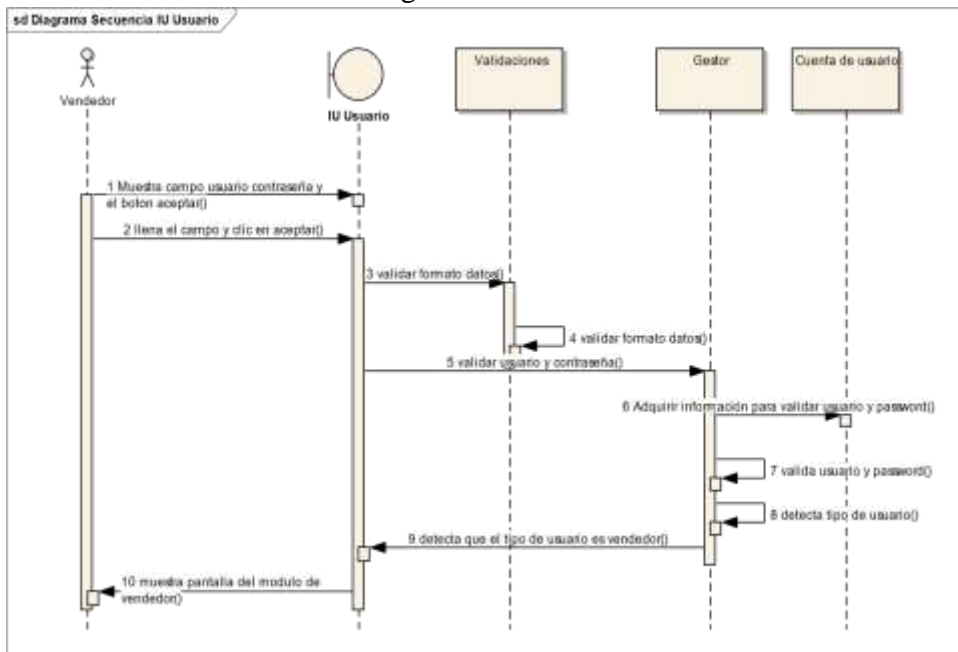 sd Diagrama Secuencia IU Usuario
Vendedor
IU Usuario
Validaciones
Gestor
Cuenta de usuario
1 Muestra campo usuario contraseña y
el boton aceptar()
2 llena el campo y clic en aceptar()
3 validar formato datos()
4 validar formato datos()
5 validar usuario y contraseña()
6 Adquirir información para validar usuario y password()
7 valida usuario y password()
8 detecta tipo de usuario()
9 detecta que el tipo de usuario es vendedor()
10 muestra pantalla del modulo de
vendedor()